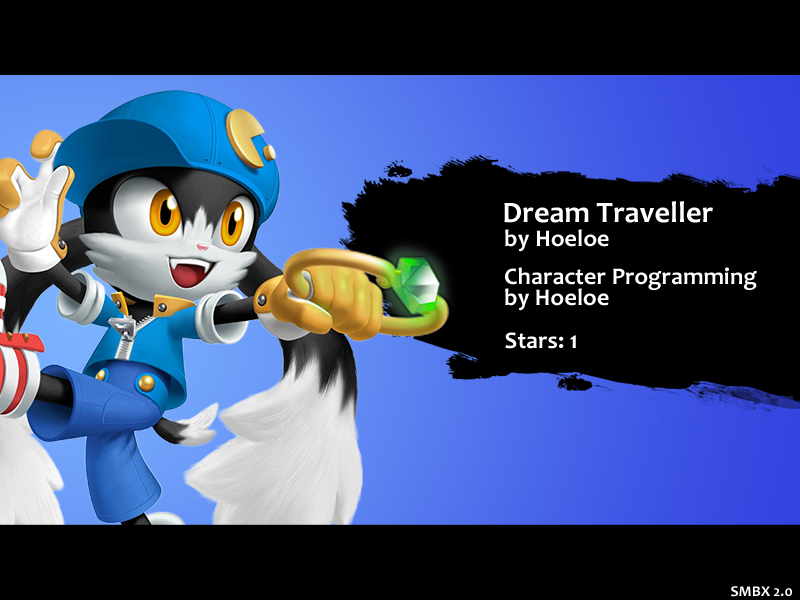 Dream Traveller
by Hoeloe
Character Programming
by Hoeloe
Stars: 1
SMBX 2.0